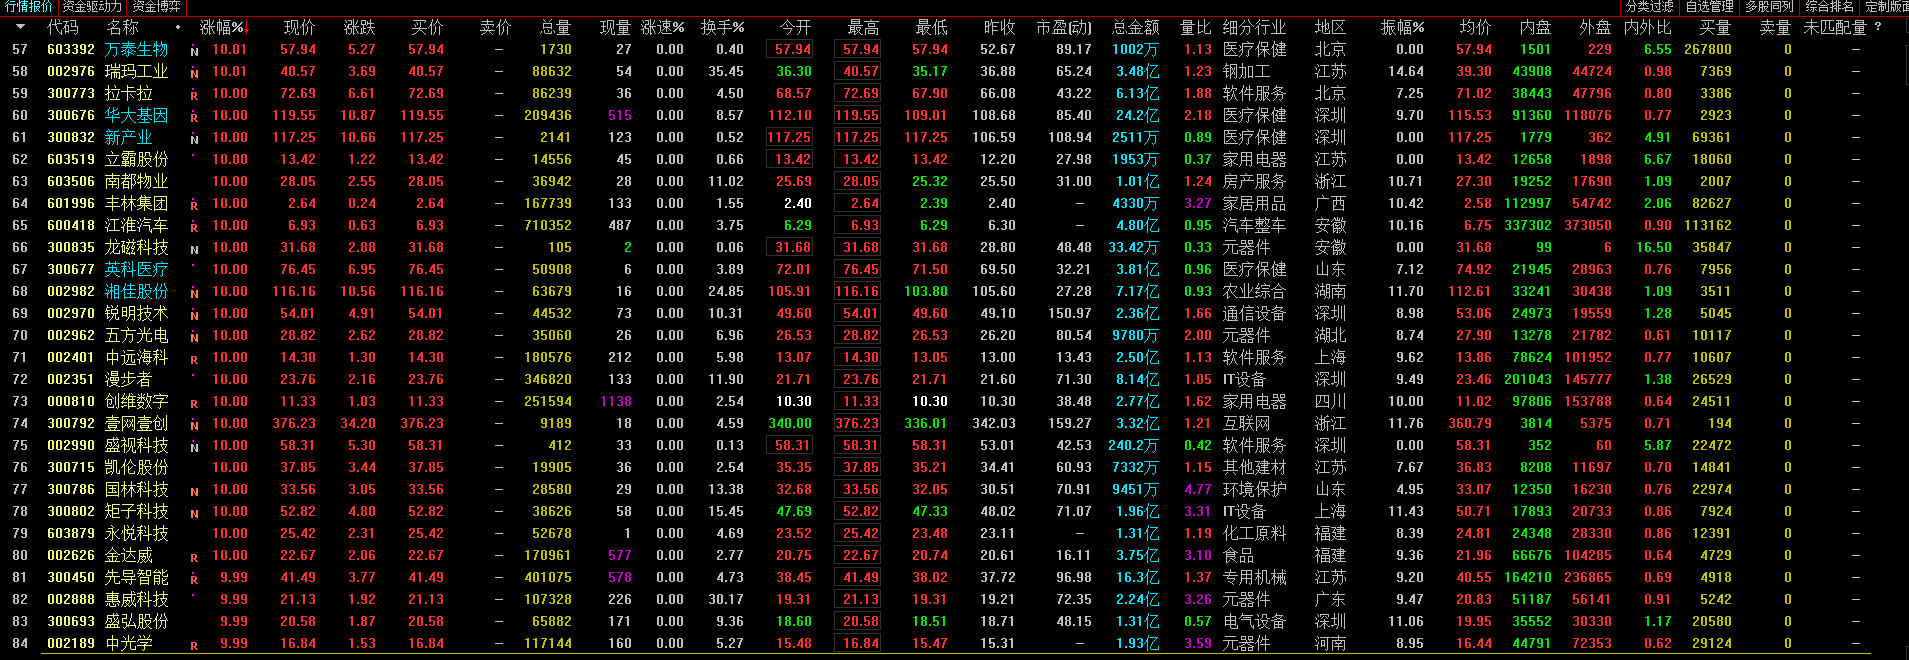 行情报价 资金驱动力 资金博弈 分类过滤 自选管理 多股同列 综合排名 定制版面
代码 名称 涨幅%↓ 现价 涨跌 买价 卖价 总量 现量 涨速% 换手% 今开 最高 最低 昨收 市盈(动) 总金额 量比 细分行业 地区 振幅% 均价 内盘 外盘 内外比 买量 卖量 未匹配量 ?
57 603392 万泰生物 N 10.01 57.94 5.27 57.94 — 1730 27 0.00 0.40 57.94 57.94 57.94 52.67 89.17 1002万 1.13 医疗保健 北京 0.00 57.94 1501 229 6.55 267800 0 —
58 002976 瑞玛工业 N 10.01 40.57 3.69 40.57 — 88632 54 0.00 35.45 36.30 40.57 35.17 36.88 65.24 3.48亿 1.23 钢加工 江苏 14.64 39.30 43908 44724 0.98 7369 0 —
59 300773 拉卡拉 R 10.00 72.69 6.61 72.69 — 86239 36 0.00 4.50 68.57 72.69 67.90 66.08 43.22 6.13亿 1.88 软件服务 北京 7.25 71.02 38443 47796 0.80 3386 0 —
60 300676 华大基因 R 10.00 119.55 10.87 119.55 — 209436 515 0.00 8.57 112.10 119.55 109.01 108.68 85.40 24.2亿 2.18 医疗保健 深圳 9.70 115.53 91360 118076 0.77 2923 0 —
61 300832 新产业 N 10.00 117.25 10.66 117.25 — 2141 123 0.00 0.52 117.25 117.25 117.25 106.59 108.94 2511万 0.89 医疗保健 深圳 0.00 117.25 1779 362 4.91 69361 0 —
62 603519 立霸股份 10.00 13.42 1.22 13.42 — 14556 45 0.00 0.66 13.42 13.42 13.42 12.20 27.98 1953万 0.37 家用电器 江苏 0.00 13.42 12658 1898 6.67 18060 0 —
63 603506 南都物业 10.00 28.05 2.55 28.05 — 36942 28 0.00 11.02 25.69 28.05 25.32 25.50 31.00 1.01亿 1.24 房产服务 浙江 10.71 27.30 19252 17690 1.09 2007 0 —
64 601996 丰林集团 R 10.00 2.64 0.24 2.64 — 167739 133 0.00 1.55 2.40 2.64 2.39 2.40 — 4330万 3.27 家居用品 广西 10.42 2.58 112997 54742 2.06 82627 0 —
65 600418 江淮汽车 R 10.00 6.93 0.63 6.93 — 710352 487 0.00 3.75 6.29 6.93 6.29 6.30 — 4.80亿 0.95 汽车整车 安徽 10.16 6.75 337302 373050 0.90 113162 0 —
66 300835 龙磁科技 N 10.00 31.68 2.88 31.68 — 105 2 0.00 0.06 31.68 31.68 31.68 28.80 48.48 33.42万 0.33 元器件 安徽 0.00 31.68 99 6 16.50 35847 0 —
67 300677 英科医疗 10.00 76.45 6.95 76.45 — 50908 6 0.00 3.89 72.01 76.45 71.50 69.50 32.21 3.81亿 0.96 医疗保健 山东 7.12 74.92 21945 28963 0.76 7956 0 —
68 002982 湘佳股份 N 10.00 116.16 10.56 116.16 — 63679 16 0.00 24.85 105.91 116.16 103.80 105.60 27.28 7.17亿 0.93 农业综合 湖南 11.70 112.61 33241 30438 1.09 3511 0 —
69 002970 锐明技术 N 10.00 54.01 4.91 54.01 — 44532 73 0.00 10.31 49.60 54.01 49.60 49.10 150.97 2.36亿 1.66 通信设备 深圳 8.98 53.06 24973 19559 1.28 5045 0 —
70 002962 五方光电 N 10.00 28.82 2.62 28.82 — 35060 26 0.00 6.96 26.53 28.82 26.53 26.20 80.54 9780万 2.00 元器件 湖北 8.74 27.90 13278 21782 0.61 10117 0 —
71 002401 中远海科 R 10.00 14.30 1.30 14.30 — 180576 212 0.00 5.98 13.07 14.30 13.05 13.00 13.43 2.50亿 1.13 软件服务 上海 9.62 13.86 78624 101952 0.77 10607 0 —
72 002351 漫步者 10.00 23.76 2.16 23.76 — 346820 133 0.00 11.90 21.71 23.76 21.71 21.60 71.30 8.14亿 1.05 IT设备 深圳 9.49 23.46 201043 145777 1.38 26529 0 —
73 000810 创维数字 R 10.00 11.33 1.03 11.33 — 251594 1138 0.00 2.54 10.30 11.33 10.30 10.30 38.48 2.77亿 1.62 家用电器 四川 10.00 11.02 97806 153788 0.64 24511 0 —
74 300792 壹网壹创 N 10.00 376.23 34.20 376.23 — 9189 18 0.00 4.59 340.00 376.23 336.01 342.03 159.27 3.32亿 1.21 互联网 浙江 11.76 360.79 3814 5375 0.71 194 0 —
75 002990 盛视科技 N 10.00 58.31 5.30 58.31 — 412 33 0.00 0.13 58.31 58.31 58.31 53.01 42.53 240.2万 0.42 软件服务 深圳 0.00 58.31 352 60 5.87 22472 0 —
76 300715 凯伦股份 10.00 37.85 3.44 37.85 — 19905 36 0.00 2.54 35.35 37.85 35.21 34.41 60.93 7332万 1.15 其他建材 江苏 7.67 36.83 8208 11697 0.70 14841 0 —
77 300786 国林科技 N 10.00 33.56 3.05 33.56 — 28580 29 0.00 13.38 32.68 33.56 32.05 30.51 70.91 9451万 4.77 环境保护 山东 4.95 33.07 12350 16230 0.76 22974 0 —
78 300802 矩子科技 N 10.00 52.82 4.80 52.82 — 38626 58 0.00 15.45 47.69 52.82 47.33 48.02 71.07 1.96亿 3.31 IT设备 上海 11.43 50.71 17893 20733 0.86 7924 0 —
79 603879 永悦科技 10.00 25.42 2.31 25.42 — 52678 1 0.00 4.69 23.52 25.42 23.48 23.11 — 1.31亿 1.19 化工原料 福建 8.39 24.81 24348 28330 0.86 12391 0 —
80 002626 金达威 R 10.00 22.67 2.06 22.67 — 170961 577 0.00 2.77 20.75 22.67 20.74 20.61 16.11 3.75亿 3.10 食品 福建 9.36 21.96 66676 104285 0.64 4729 0 —
81 300450 先导智能 R 9.99 41.49 3.77 41.49 — 401075 578 0.00 4.73 38.45 41.49 38.02 37.72 96.98 16.3亿 1.37 专用机械 江苏 9.20 40.55 164210 236865 0.69 4918 0 —
82 002888 惠威科技 9.99 21.13 1.92 21.13 — 107328 226 0.00 30.17 19.31 21.13 19.31 19.21 72.35 2.24亿 3.26 元器件 广东 9.47 20.83 51187 56141 0.91 5242 0 —
83 300693 盛弘股份 9.99 20.58 1.87 20.58 — 65882 171 0.00 9.36 18.60 20.58 18.51 18.71 48.15 1.31亿 0.57 电气设备 深圳 11.06 19.95 35552 30330 1.17 20580 0 —
84 002189 中光学 R 9.99 16.84 1.53 16.84 — 117144 160 0.00 5.27 15.48 16.84 15.47 15.31 — 1.93亿 3.59 元器件 河南 8.95 16.44 44791 72353 0.62 29124 0 —